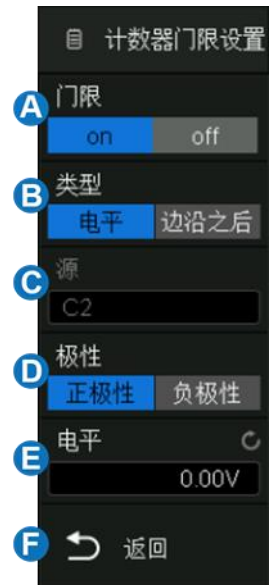 计数器门限设置
A 门限
on off
B 类型
电平 边沿之后
C 源
C2
D 极性
正极性 负极性
E 电平
0.00V
F 返回